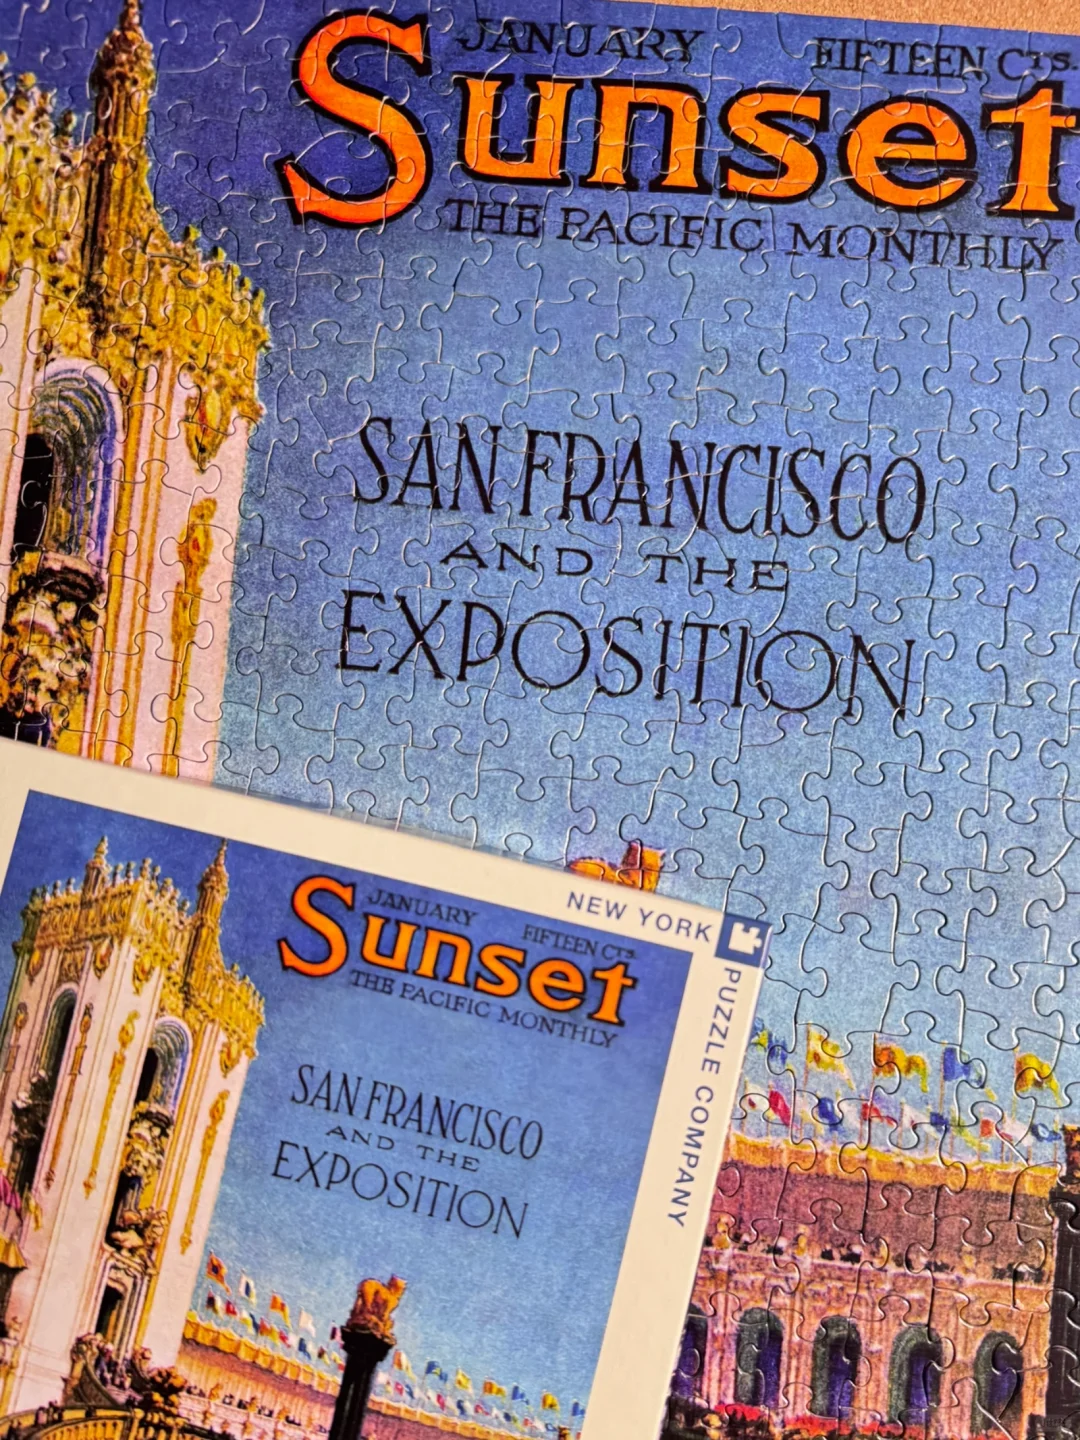 JANUARY FIFTEEN CTS.
Sunset
THE PACIFIC MONTHLY
SAN FRANCISCO
AND THE
EXPOSITION
NEW YORK
PUZZLE COMPANY
JANUARY FIFTEEN CTS.
Sunset
THE PACIFIC MONTHLY
SAN FRANCISCO
AND THE
EXPOSITION